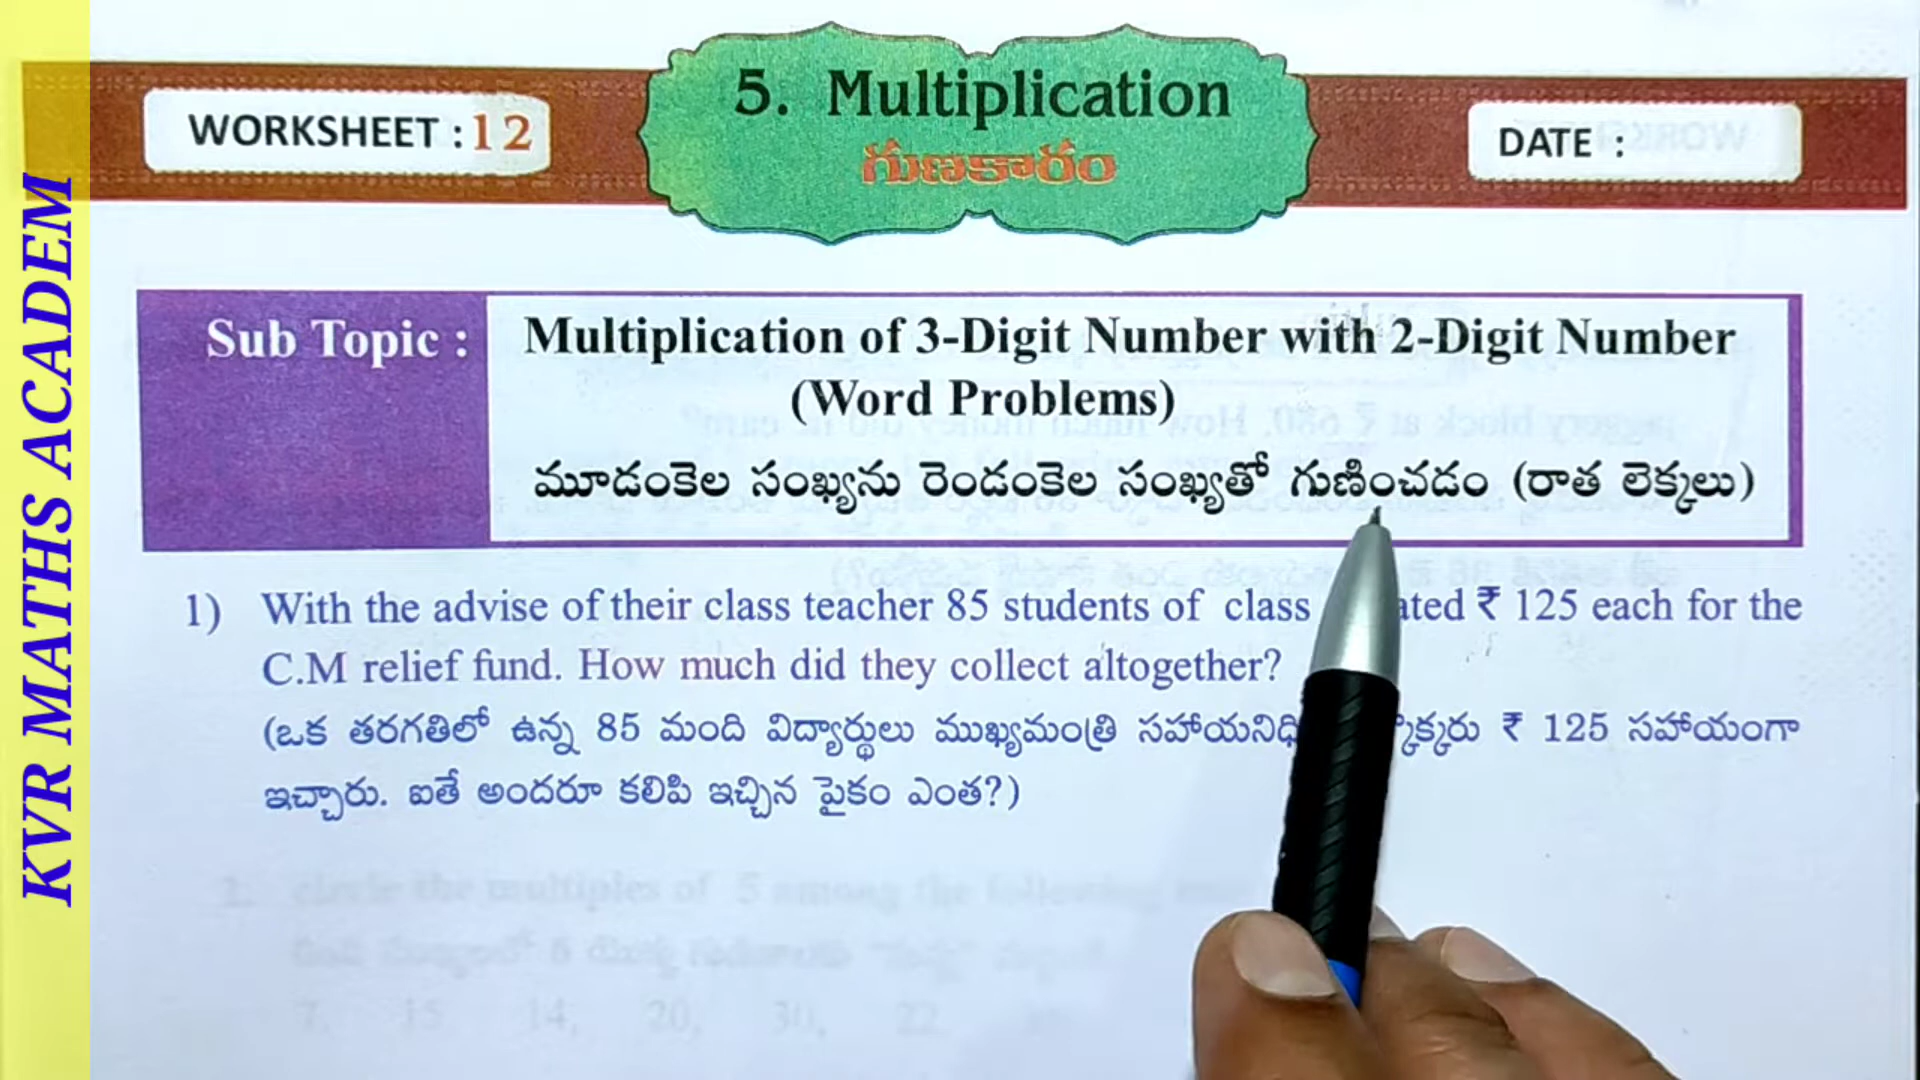 KVR MATHS ACADEM
WORKSHEET : 12
5. Multiplication
గుణకారం
DATE :
Sub Topic :
Multiplication of 3-Digit Number with 2-Digit Number
(Word Problems)
మూడంకెల సంఖ్యను రెండంకెల సంఖ్యతో గుణించడం (రాత లెక్కలు)
1) With the advise of their class teacher 85 students of class ated ₹ 125 each for the
C.M relief fund. How much did they collect altogether?
(ఒక తరగతిలో ఉన్న 85 మంది విద్యార్థులు ముఖ్యమంత్రి సహాయనిధి ₹ 125 సహాయంగా
ఇచ్చారు. ఐతే అందరూ కలిపి ఇచ్చిన పైకం ఎంత?)